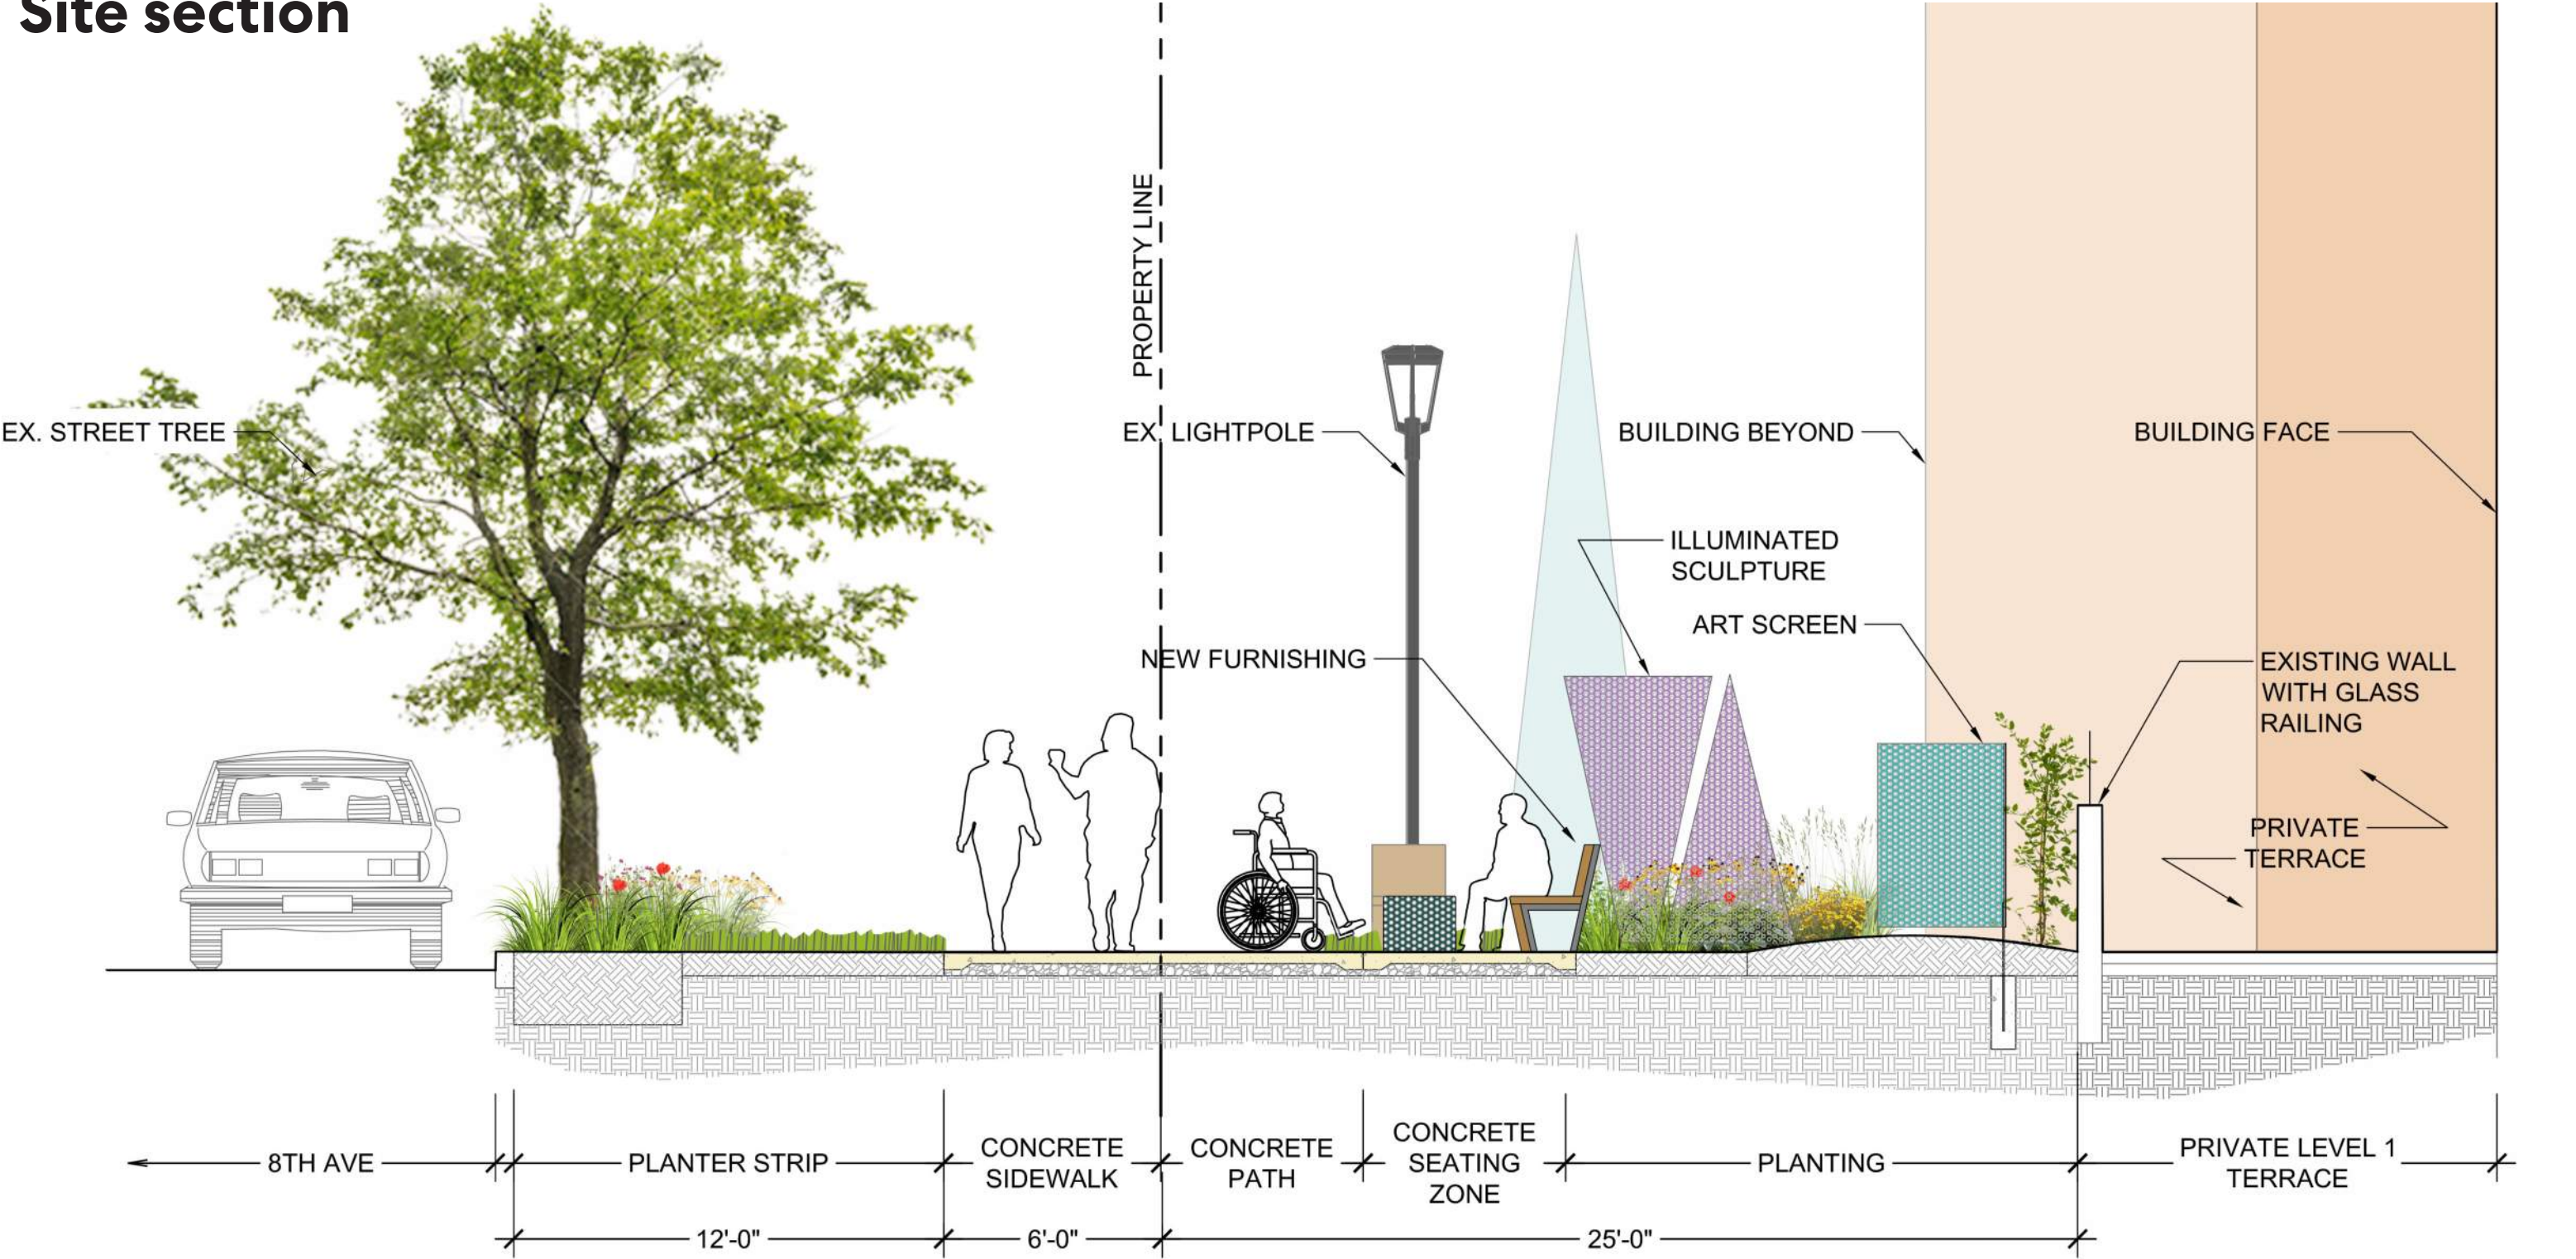 Site section
PROPERTY LINE
EX. STREET TREE
EX. LIGHTPOLE
BUILDING BEYOND
BUILDING FACE
ILLUMINATED
SCULPTURE
ART SCREEN
NEW FURNISHING
EXISTING WALL
WITH GLASS
RAILING
PRIVATE
TERRACE
8TH AVE
PLANTER STRIP
CONCRETE
SIDEWALK
CONCRETE
PATH
CONCRETE
SEATING
ZONE
PLANTING
PRIVATE LEVEL 1
TERRACE
12'-0"
6'-0"
25'-0"